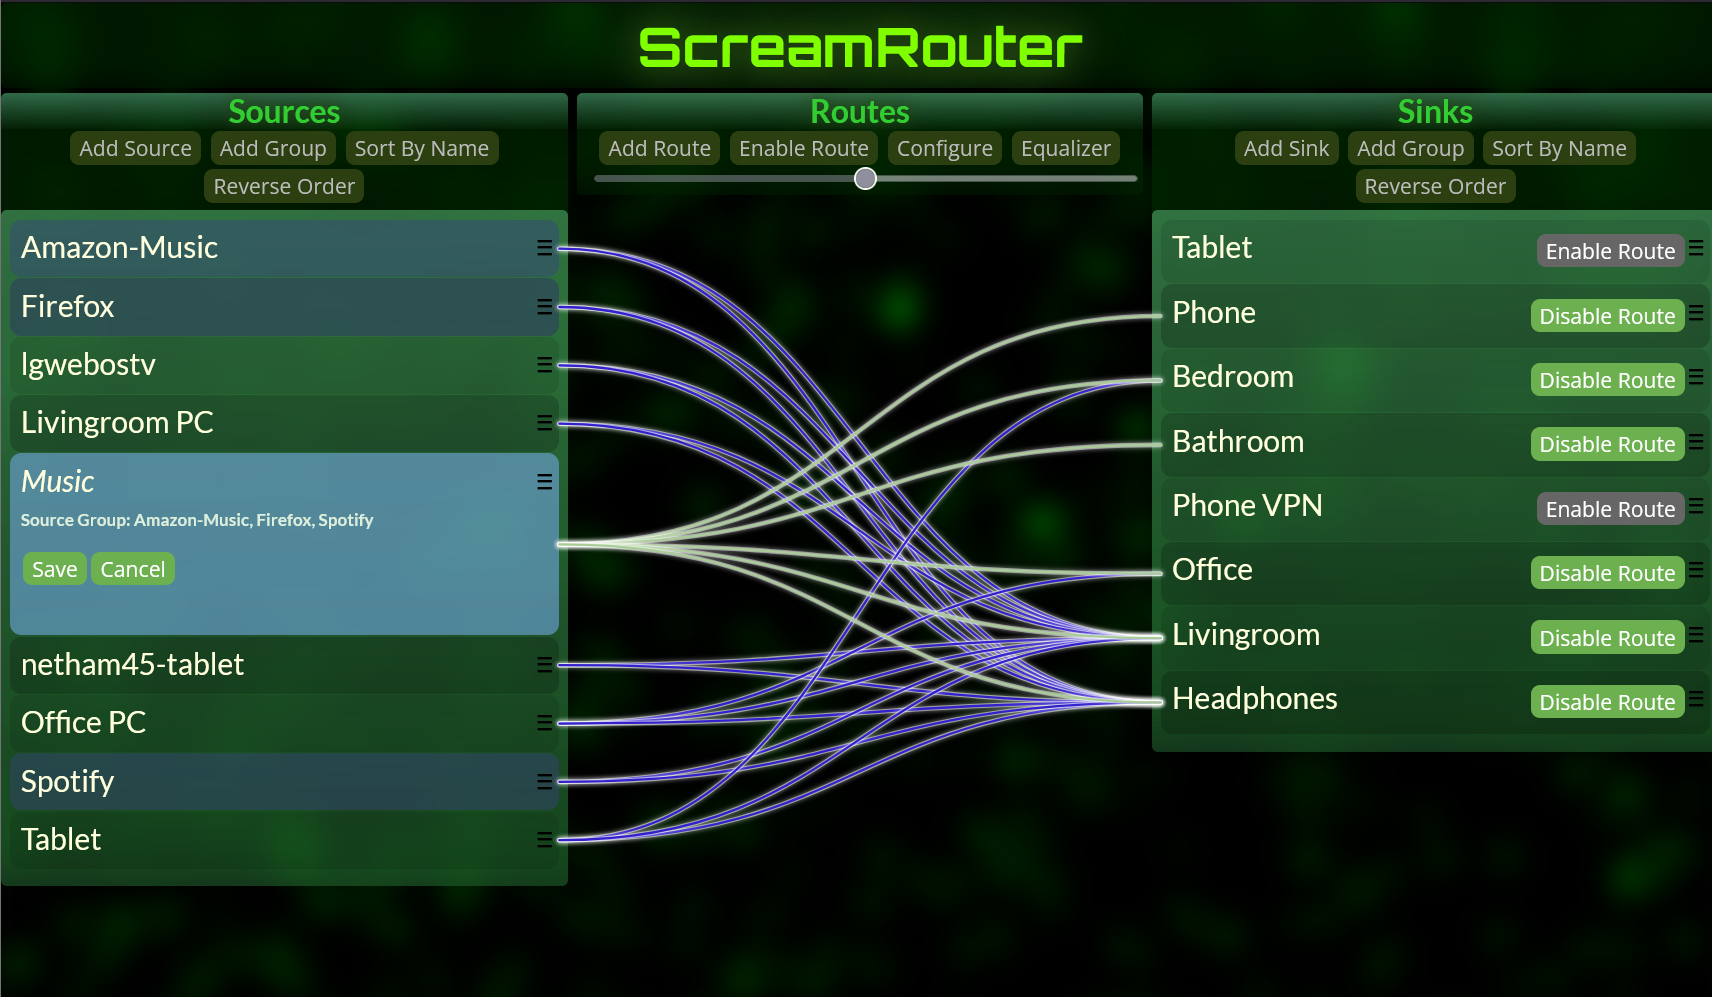 ScreamRouter
Sources
Add Source Add Group Sort By Name
Reverse Order
Amazon-Music
Firefox
lgwebostv
Livingroom PC
Music
Source Group: Amazon-Music, Firefox, Spotify
Save Cancel
netham45-tablet
Office PC
Spotify
Tablet
Routes
Add Route Enable Route Configure Equalizer
Sinks
Add Sink Add Group Sort By Name
Reverse Order
Tablet Enable Route
Phone Disable Route
Bedroom Disable Route
Bathroom Disable Route
Phone VPN Enable Route
Office Disable Route
Livingroom Disable Route
Headphones Disable Route